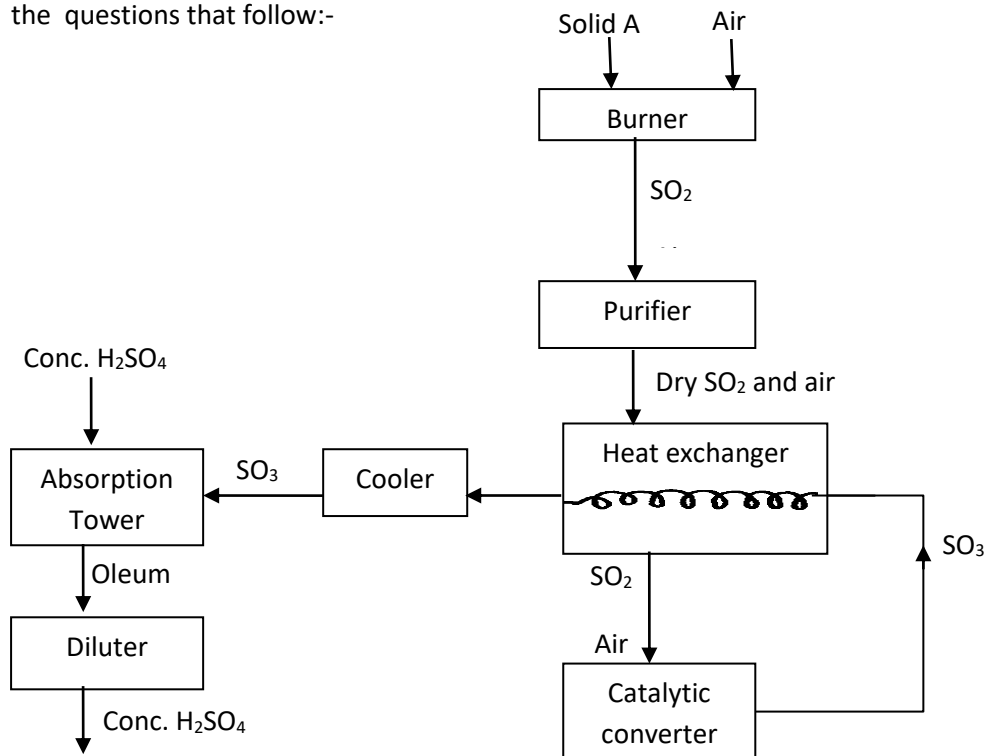 the questions that follow:-
Solid A
Air
Burner
SO₂
Purifier
Dry SO₂ and air
Heat exchanger
SO₃
SO₂
Air
Catalytic
converter
Cooler
SO₃
Conc. H₂SO₄
Absorption
Tower
Oleum
Diluter
Conc. H₂SO₄